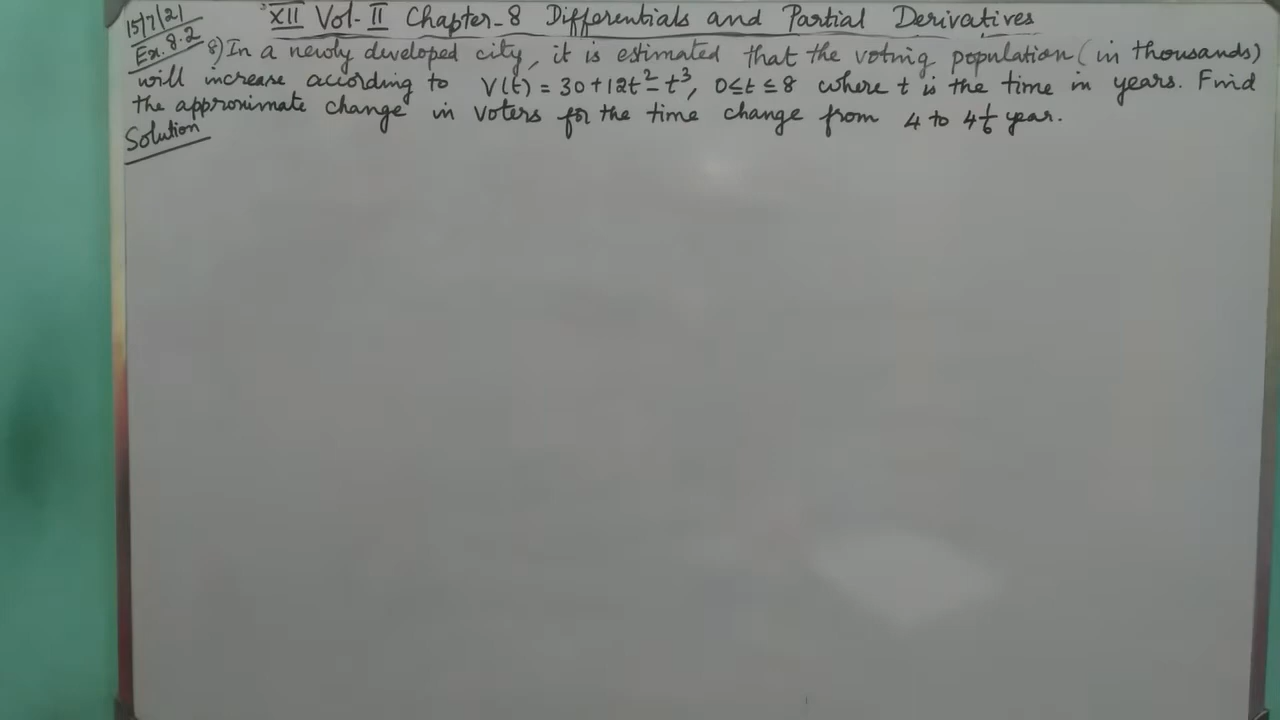 15/7/21
XII Vol-II Chapter-8 Differentials and Partial Derivatives
Ex. 8.2
8) In a newly developed city, it is estimated that the voting population (in thousands)
will increase according to V(t) = 30+12t²-t³, 0≤t≤8 where t is the time in years. Find
the approximate change in voters for the time change from 4 to 4 1/6 year.
Solution